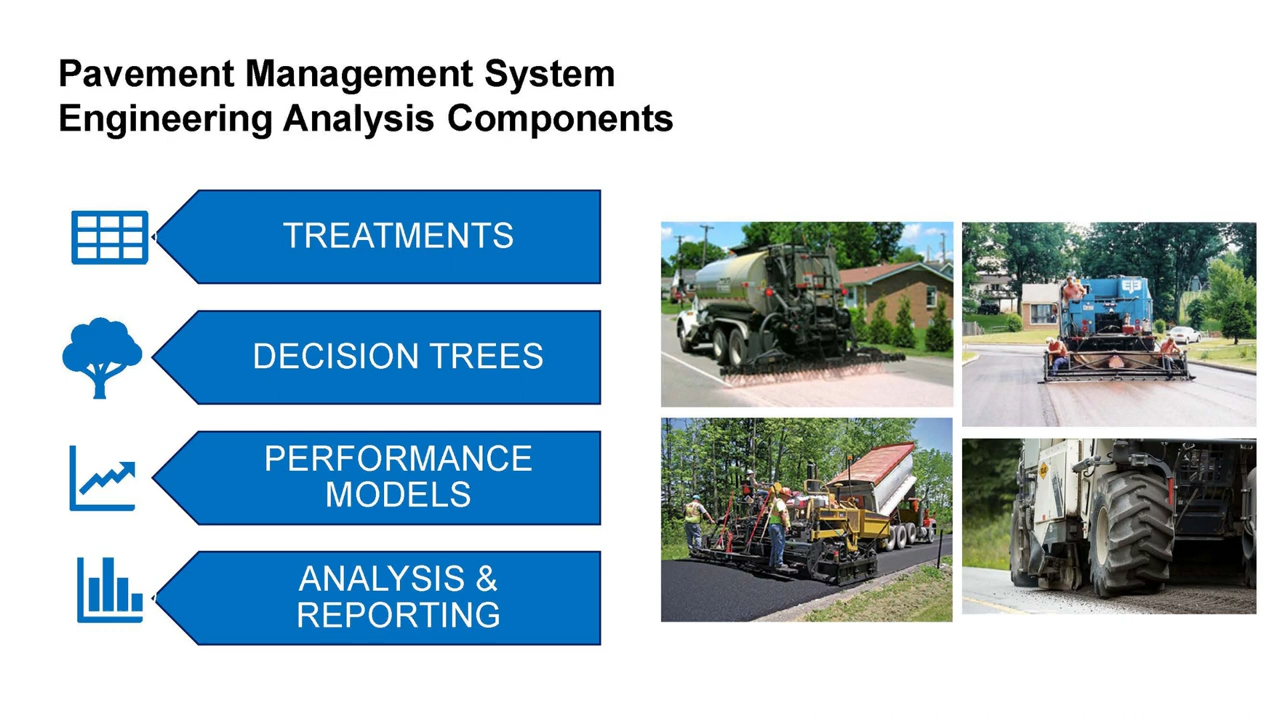 Pavement Management System
Engineering Analysis Components
TREATMENTS
DECISION TREES
PERFORMANCE
MODELS
ANALYSIS &
REPORTING